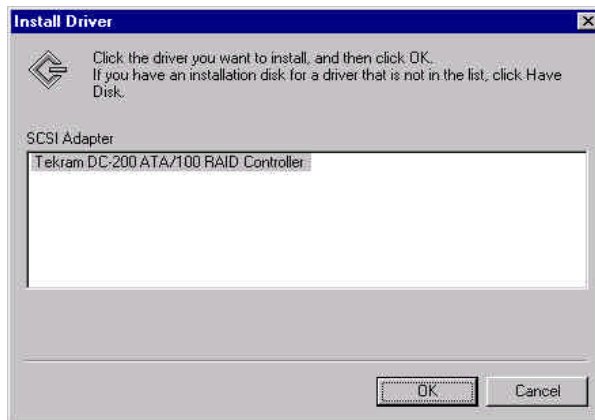 Install Driver
Click the driver you want to install, and then click OK.
If you have an installation disk for a driver that is not in the list, click Have
Disk.
SCSI Adapter
Tekram DC-200 ATA/100 RAID Controller
OK
Cancel